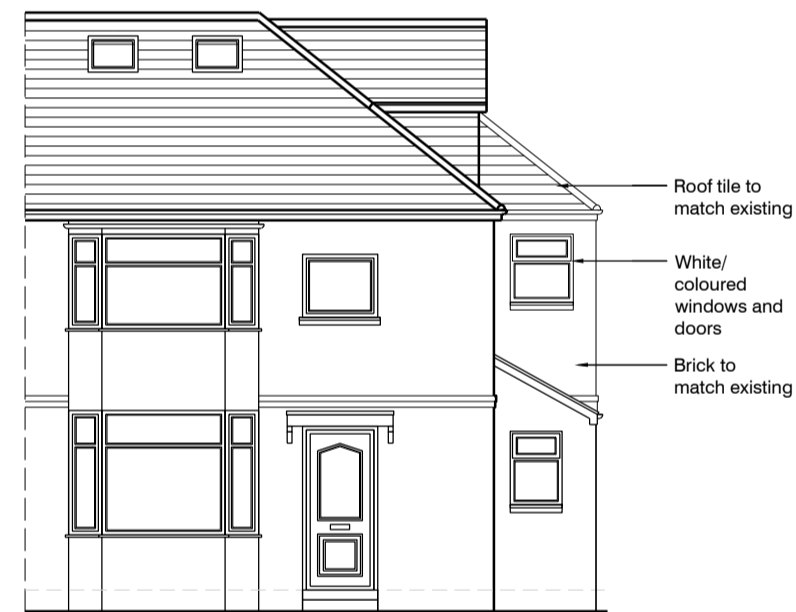 Roof tile to
match existing
White/
coloured
windows and
doors
Brick to
match existing